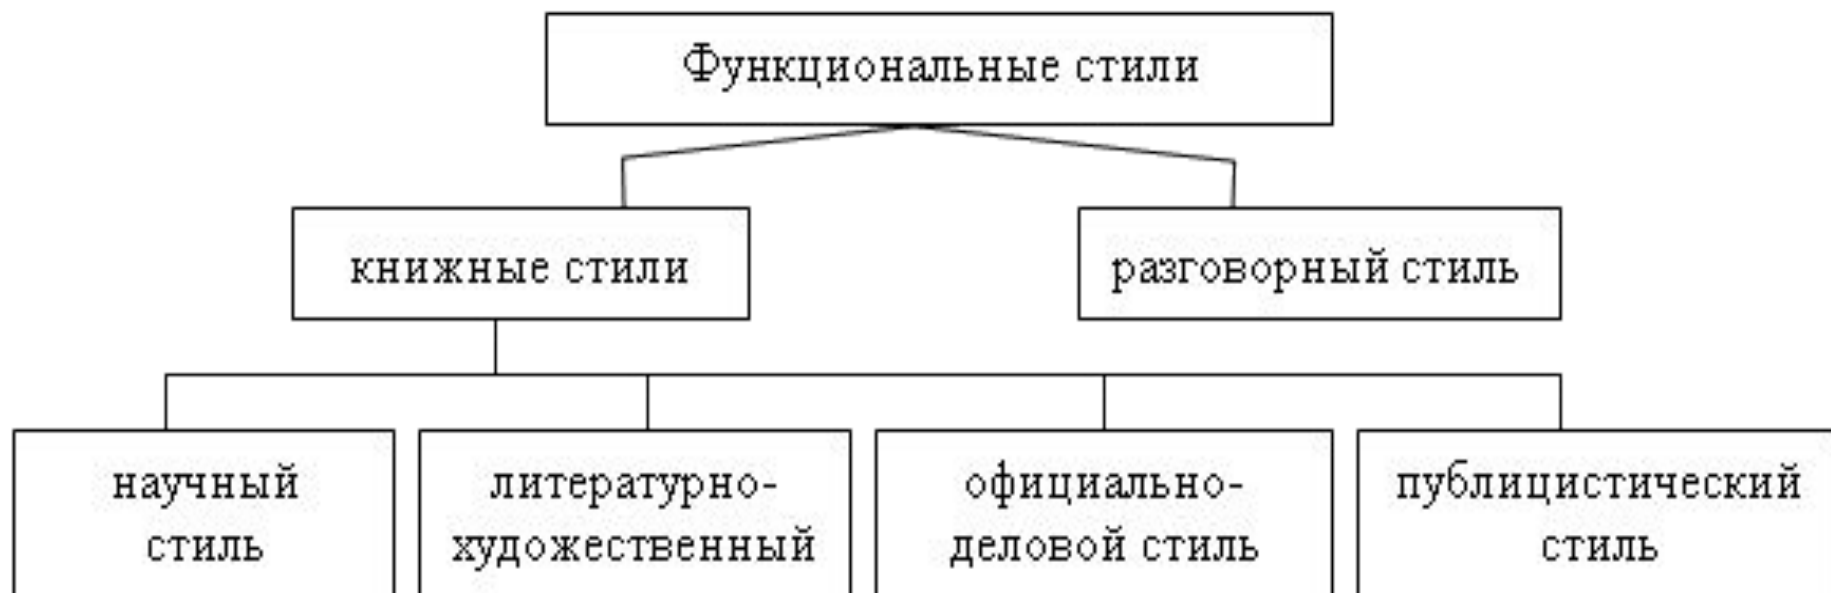 Функциональные стили
книжные стили
разговорный стиль
научный
стиль
литературно-
художественный
официально-
деловой стиль
публицистический
стиль